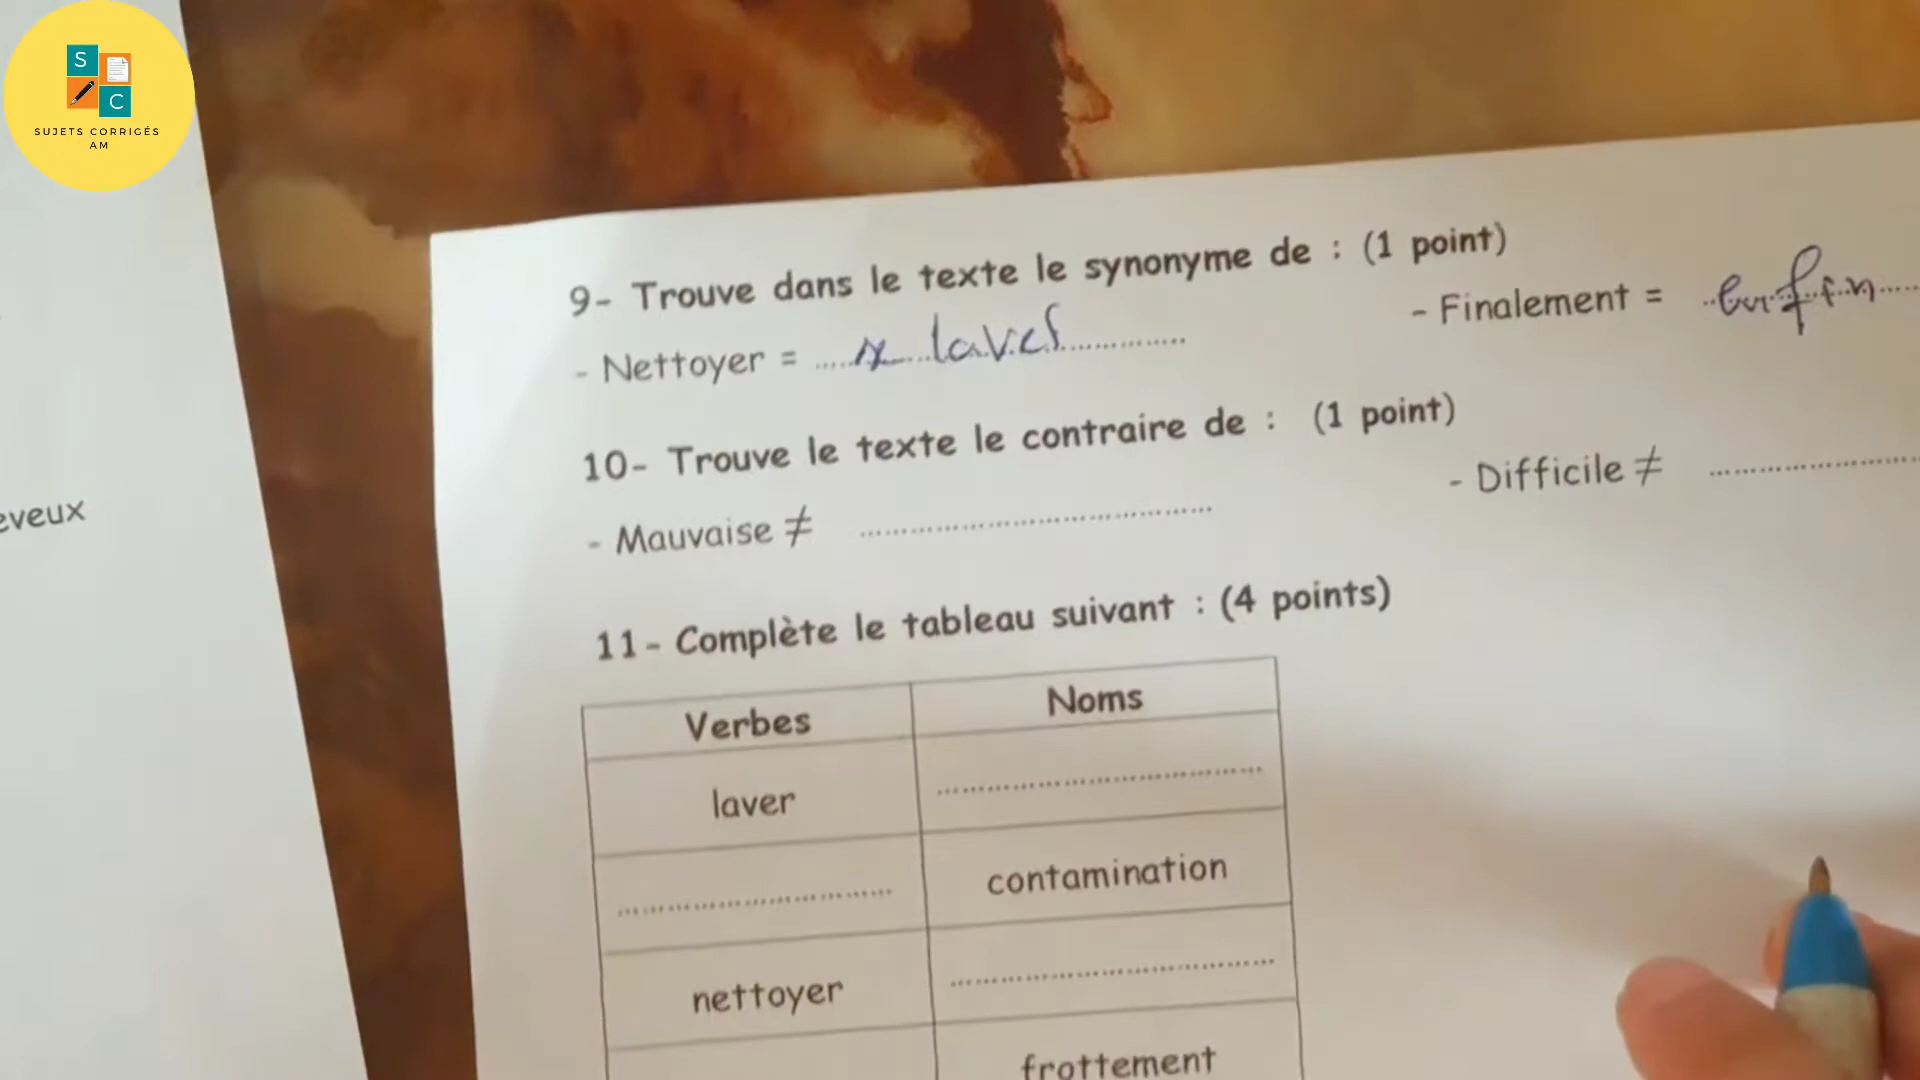 S
C
SUJETS CORRIGÉS
AM
eveux
9- Trouve dans le texte le synonyme de : (1 point)
- Nettoyer = ..... laver ............... - Finalement = ..enfin.....
10- Trouve le texte le contraire de : (1 point)
- Mauvaise ≠ ........................................ - Difficile ≠ ........................
11- Complète le tableau suivant : (4 points)
Verbes Noms
laver ........................................
................................. contamination
nettoyer ........................................
frottement